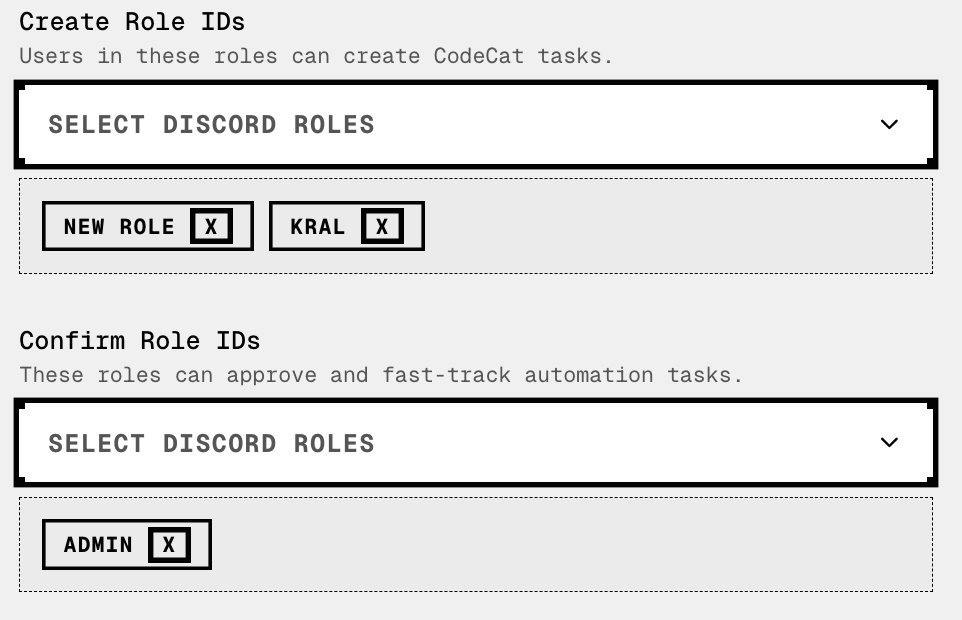 Create Role IDs
Users in these roles can create CodeCat tasks.
SELECT DISCORD ROLES
NEW ROLE X KRAL X
Confirm Role IDs
These roles can approve and fast-track automation tasks.
SELECT DISCORD ROLES
ADMIN X